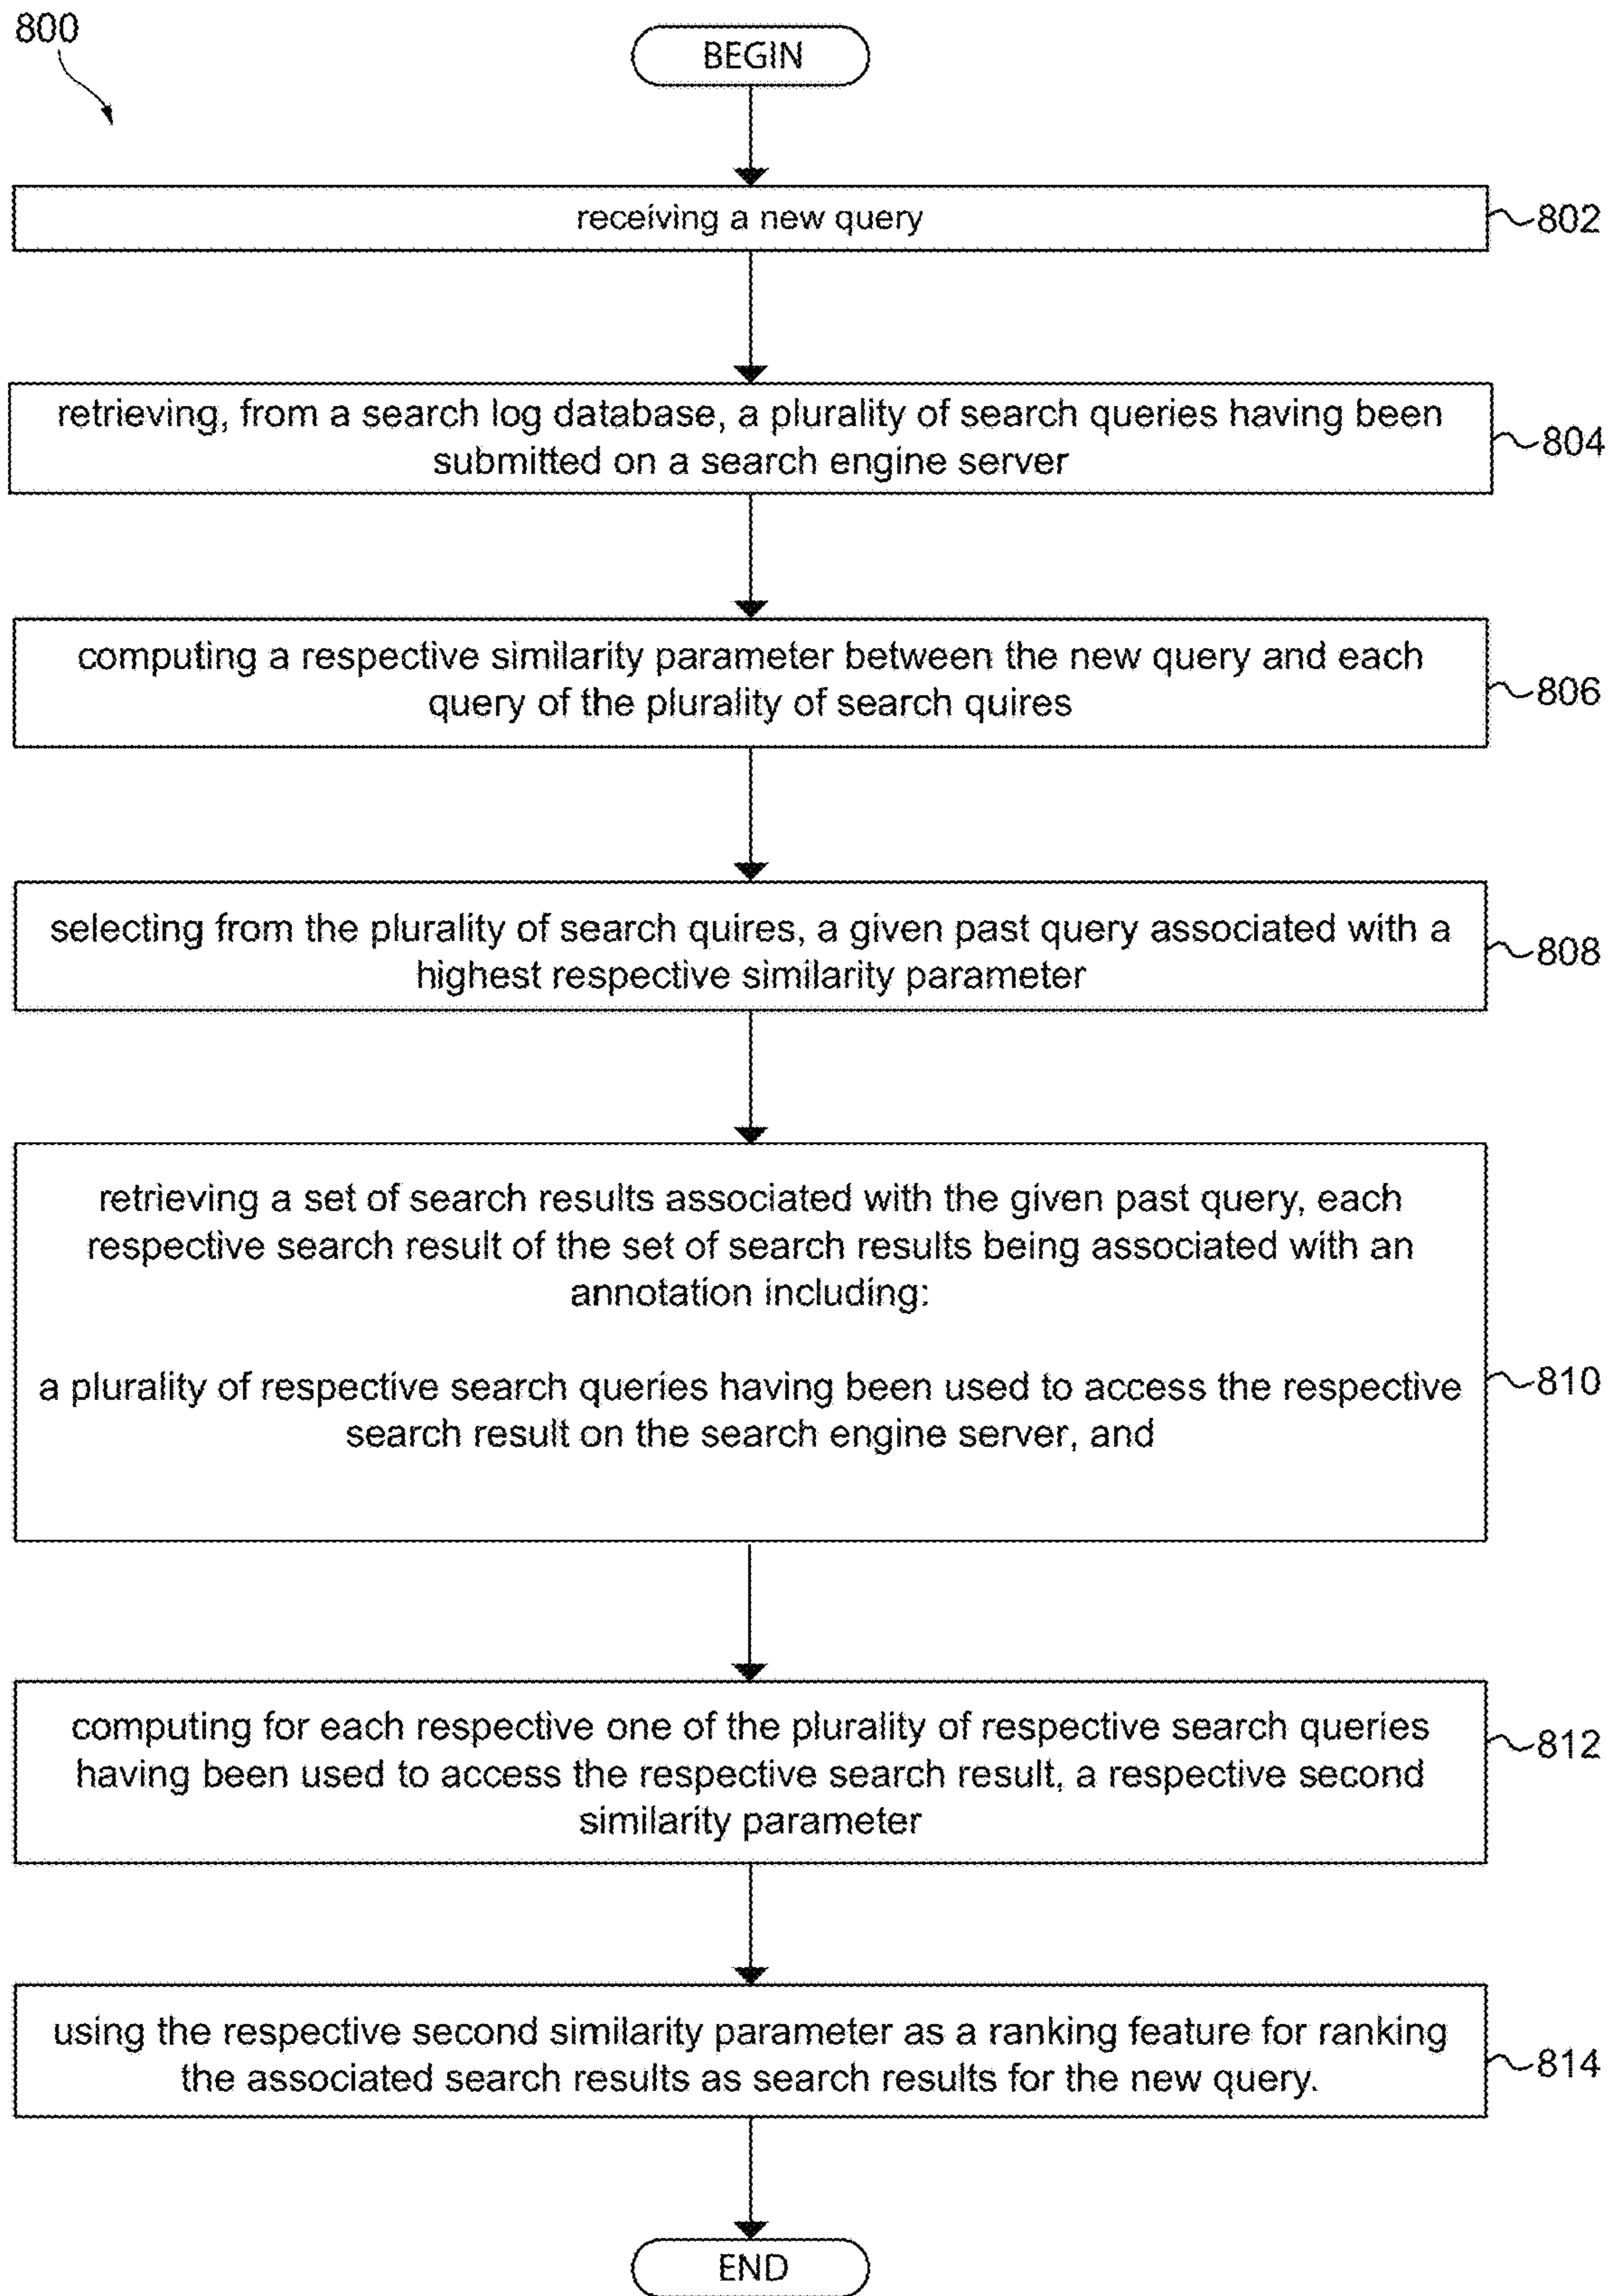 800
BEGIN
receiving a new query
802
retrieving, from a search log database, a plurality of search queries having been
submitted on a search engine server
804
computing a respective similarity parameter between the new query and each
query of the plurality of search quires
806
selecting from the plurality of search quires, a given past query associated with a
highest respective similarity parameter
808
retrieving a set of search results associated with the given past query, each
respective search result of the set of search results being associated with an
annotation including:
a plurality of respective search queries having been used to access the respective
search result on the search engine server, and
810
computing for each respective one of the plurality of respective search queries
having been used to access the respective search result, a respective second
similarity parameter
812
using the respective second similarity parameter as a ranking feature for ranking
the associated search results as search results for the new query.
814
END